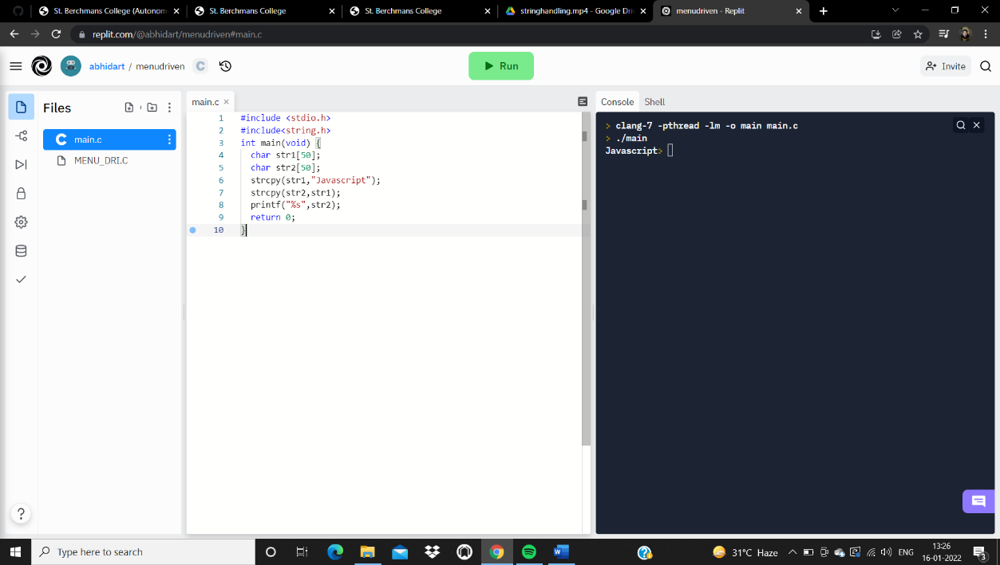 St. Berchmans College (Autonom
St. Berchmans College
St. Berchmans College
stringhandling.mp4 - Google Dri
menudriven - Replit
replit.com/@abhidart/menudriven#main.c
abhidart / menudriven C
Run
Invite
Files
main.c
MENU_DRI.C
main.c
1 #include <stdio.h>
2 #include<string.h>
3 int main(void) {
4 char str1[50];
5 char str2[50];
6 strcpy(str1,"Javascript");
7 strcpy(str2,str1);
8 printf("%s",str2);
9 return 0;
10 }
Console Shell
> clang-7 -pthread -lm -o main main.c
> ./main
Javascript>
?
Type here to search
31°C Haze
ENG
13:26
16-01-2022
3